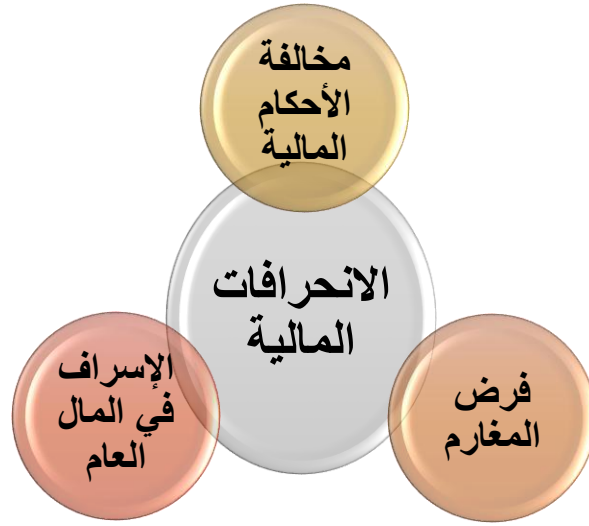 مخالفة
الأحكام
المالية
الانحرافات
المالية
فرض
المغارم
الإسراف
في المال
العام